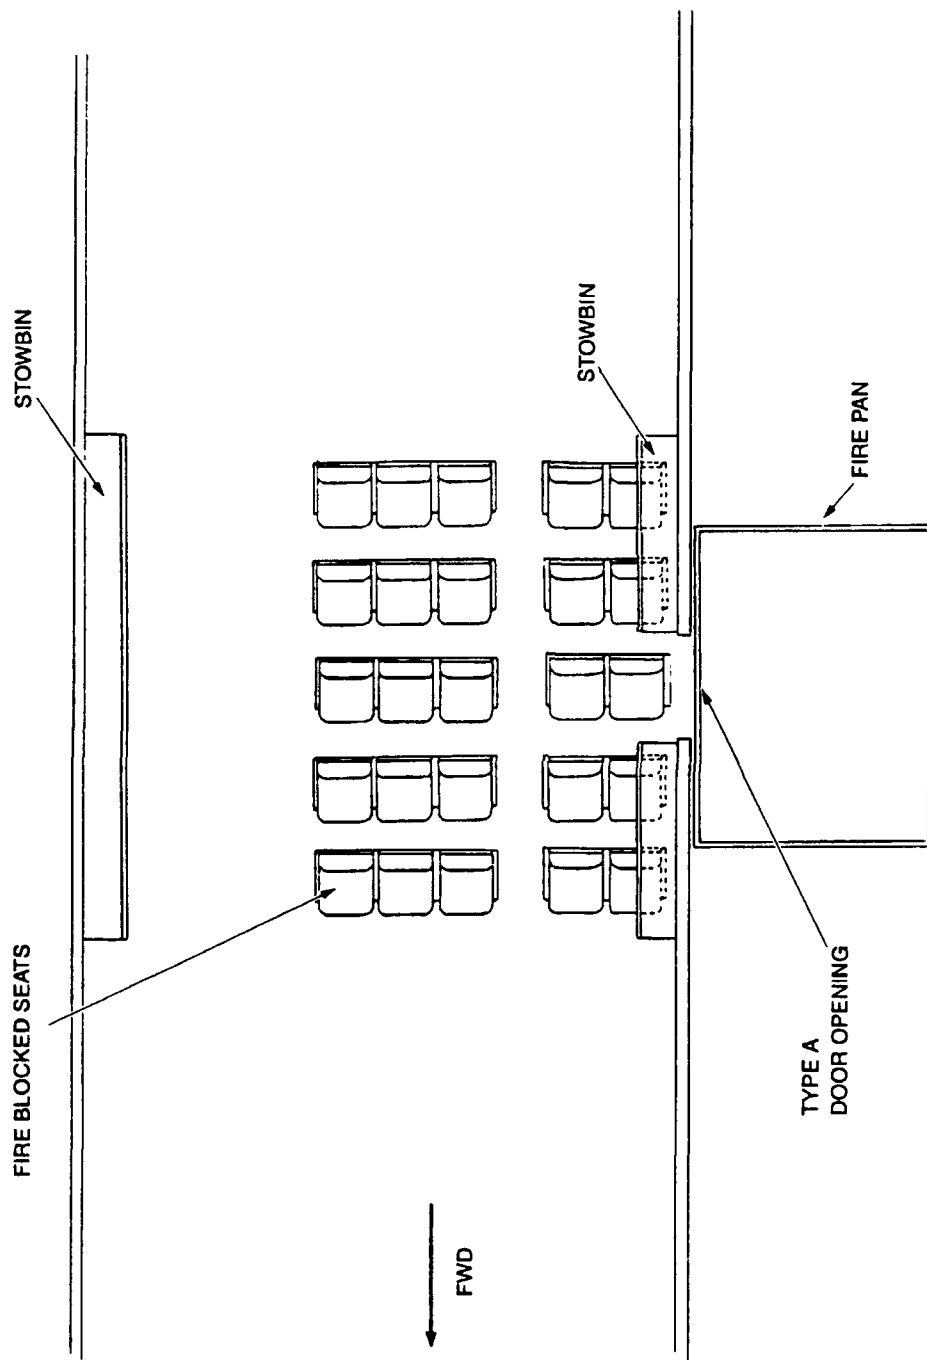 STOWBIN
STOWBIN
FIRE PAN
FIRE BLOCKED SEATS
TYPE A
DOOR OPENING
FWD